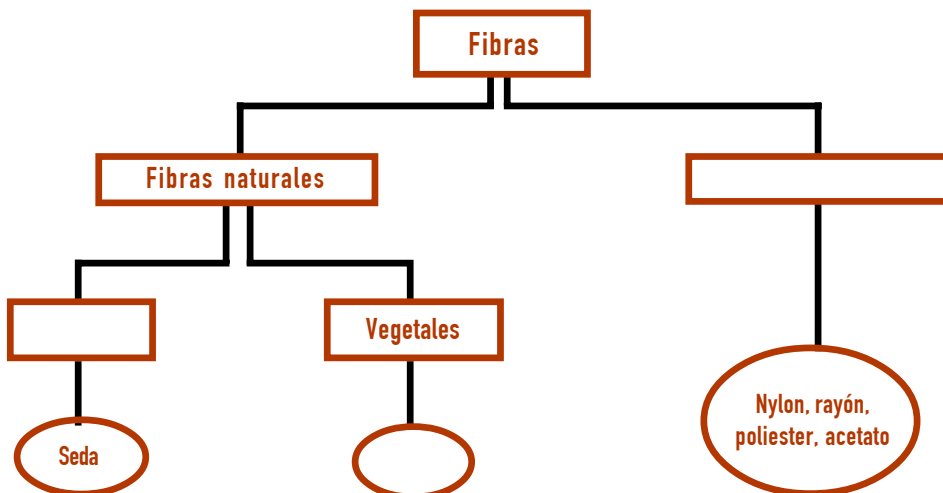 Fibras
Fibras naturales
Vegetales
Seda
Nylon, rayón,
poliester, acetato